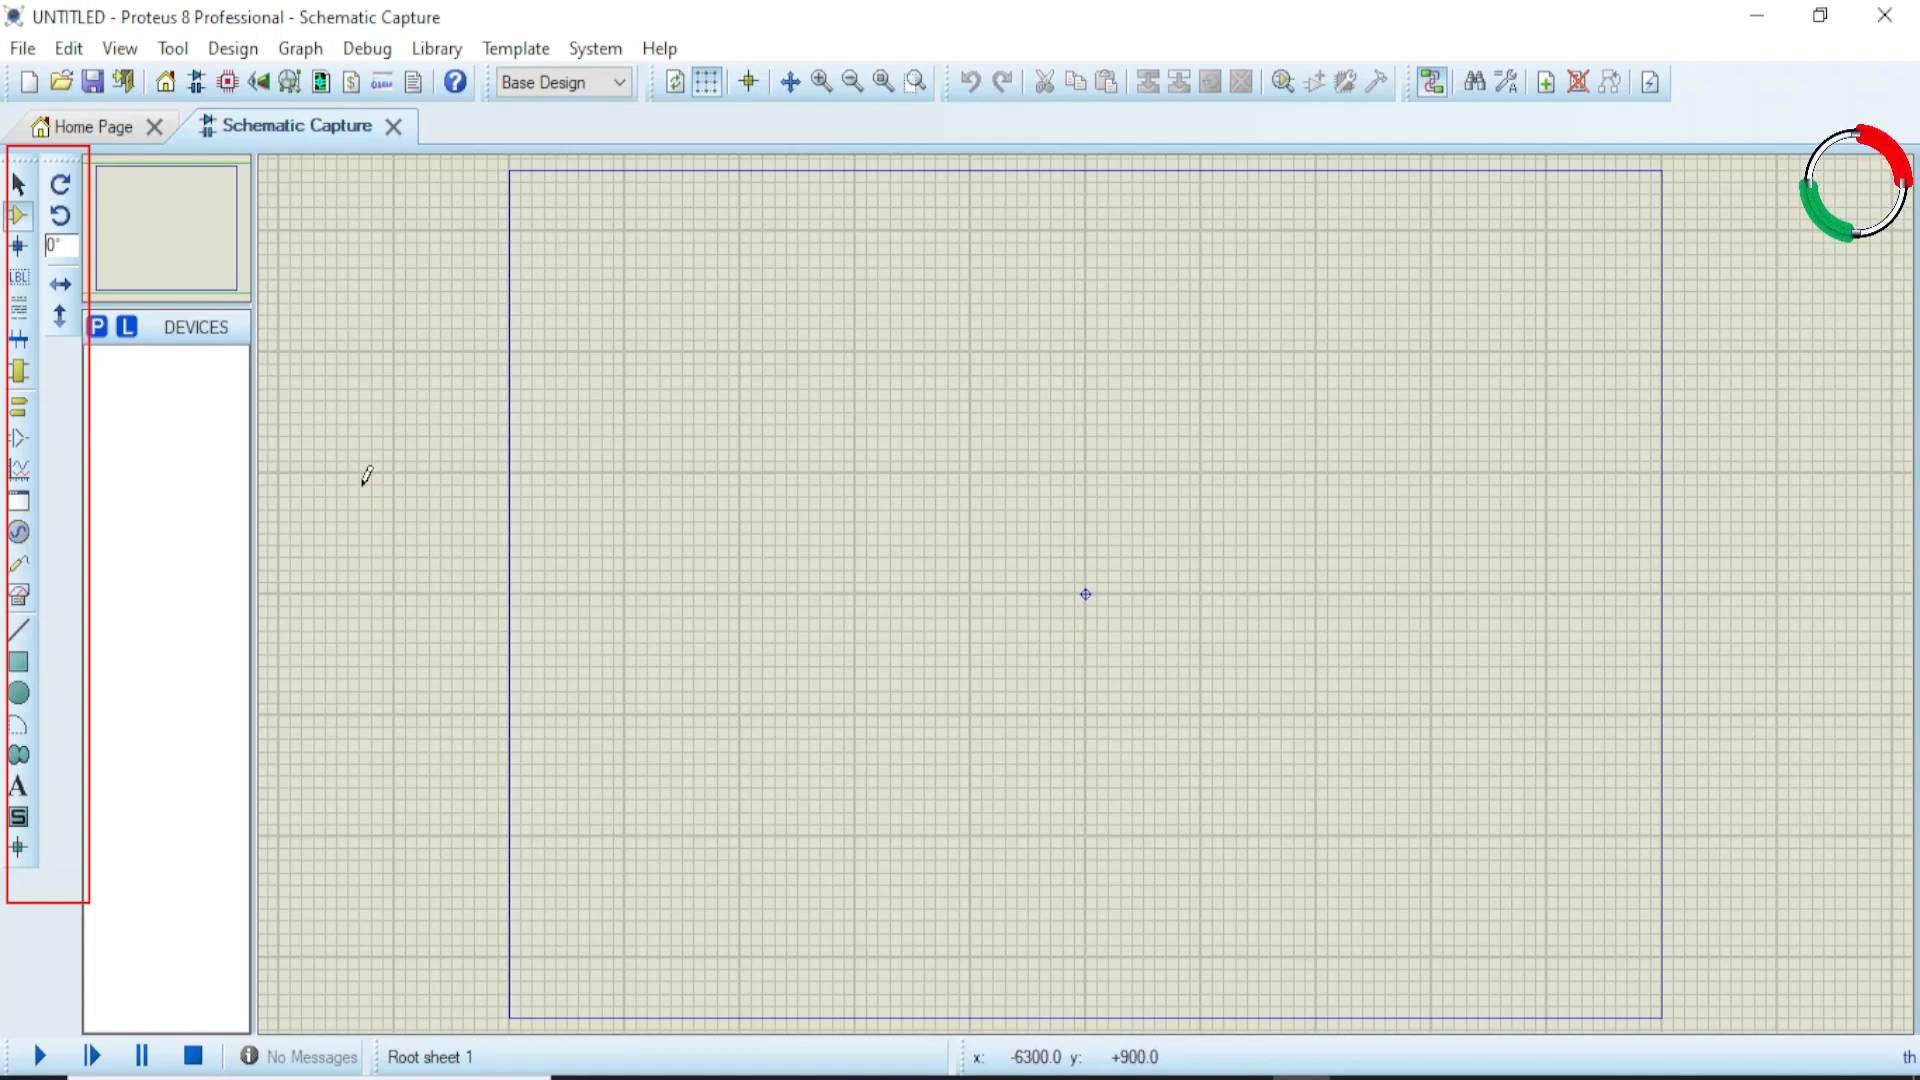 UNTITLED - Proteus 8 Professional - Schematic Capture
File Edit View Tool Design Graph Debug Library Template System Help
Base Design
Home Page Schematic Capture
0°
LBL
P L DEVICES
A
S
No Messages Root sheet 1 x: -6300.0 y: +900.0 th